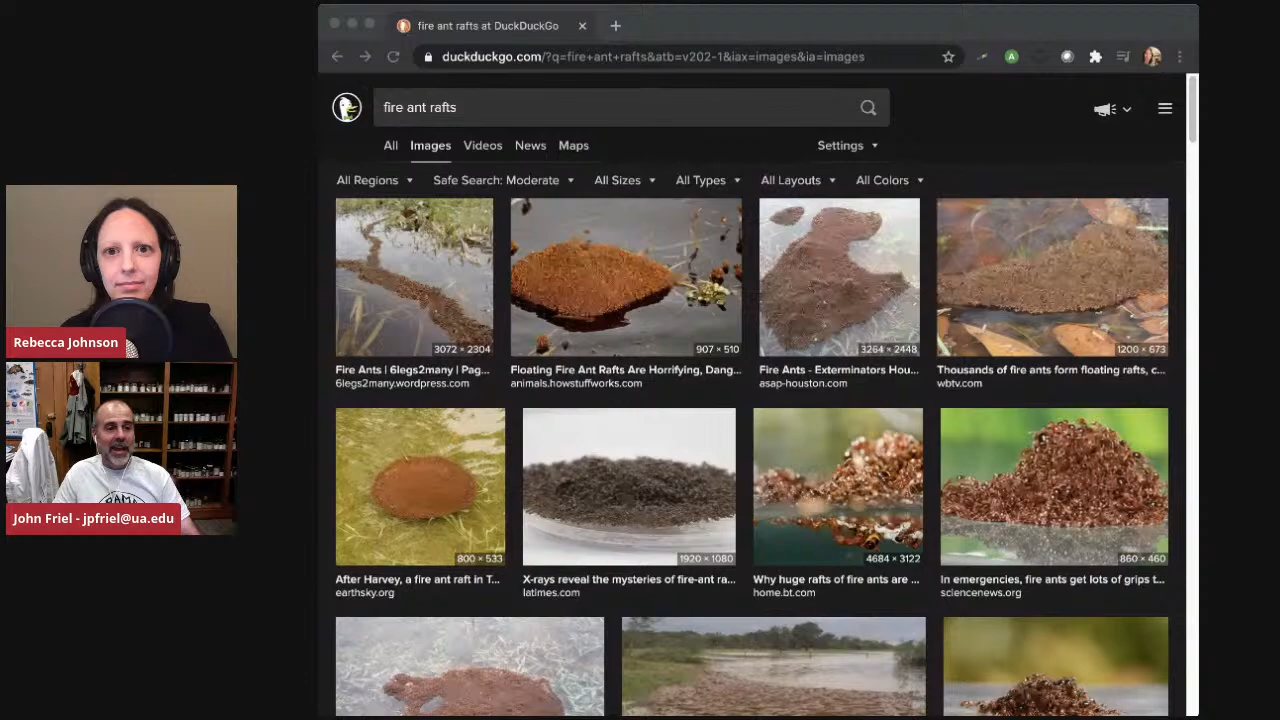 fire ant rafts at DuckDuckGo
duckduckgo.com/?q=fire+ant+rafts&atb=v202-1&iax=images&ia=images
A
fire ant rafts
All Images Videos News Maps Settings
All Regions Safe Search: Moderate All Sizes All Types All Layouts All Colors
3072 × 2304
907 × 510
3264 × 2448
1200 × 673
Fire Ants | 6legs2many | Pag...
6legs2many.wordpress.com
Floating Fire Ant Rafts Are Horrifying, Dang...
animals.howstuffworks.com
Fire Ants - Exterminators Hou...
asap-houston.com
Thousands of fire ants form floating rafts, c...
wbtv.com
800 × 533
1920 × 1080
4684 × 3122
860 × 460
After Harvey, a fire ant raft in T...
earthsky.org
X-rays reveal the mysteries of fire-ant ra...
latimes.com
Why huge rafts of fire ants are ...
home.bt.com
In emergencies, fire ants get lots of grips t...
sciencenews.org
Rebecca Johnson
John Friel - jpfriel@ua.edu